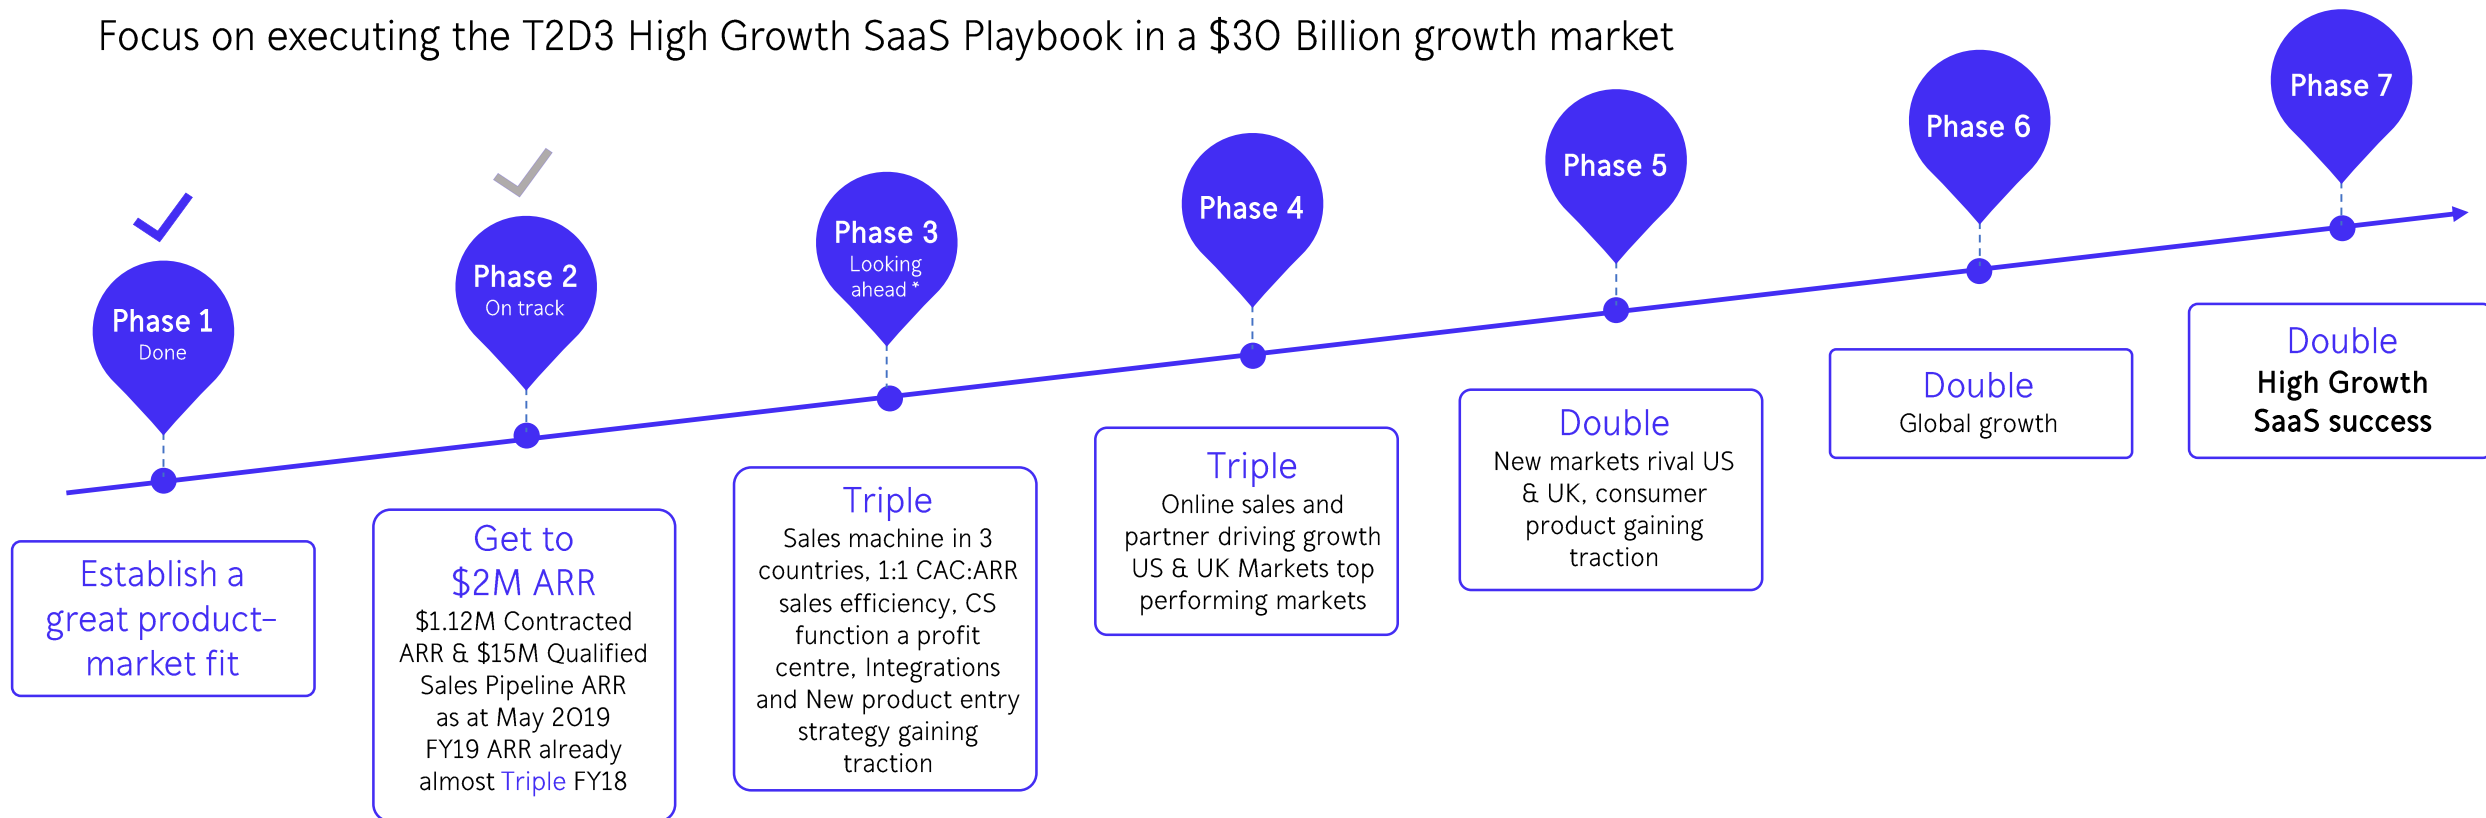 Focus on executing the T2D3 High Growth SaaS Playbook in a $30 Billion growth market
Phase 1
Done
Establish a
great product-
market fit
Phase 2
On track
Get to
$2M ARR
$1.12M Contracted
ARR & $15M Qualified
Sales Pipeline ARR
as at May 2019
FY19 ARR already
almost Triple FY18
Phase 3
Looking
ahead *
Triple
Sales machine in 3
countries, 1:1 CAC:ARR
sales efficiency, CS
function a profit
centre, Integrations
and New product entry
strategy gaining
traction
Phase 4
Triple
Online sales and
partner driving growth
US & UK Markets top
performing markets
Phase 5
Double
New markets rival US
& UK, consumer
product gaining
traction
Phase 6
Double
Global growth
Phase 7
Double
High Growth
SaaS success